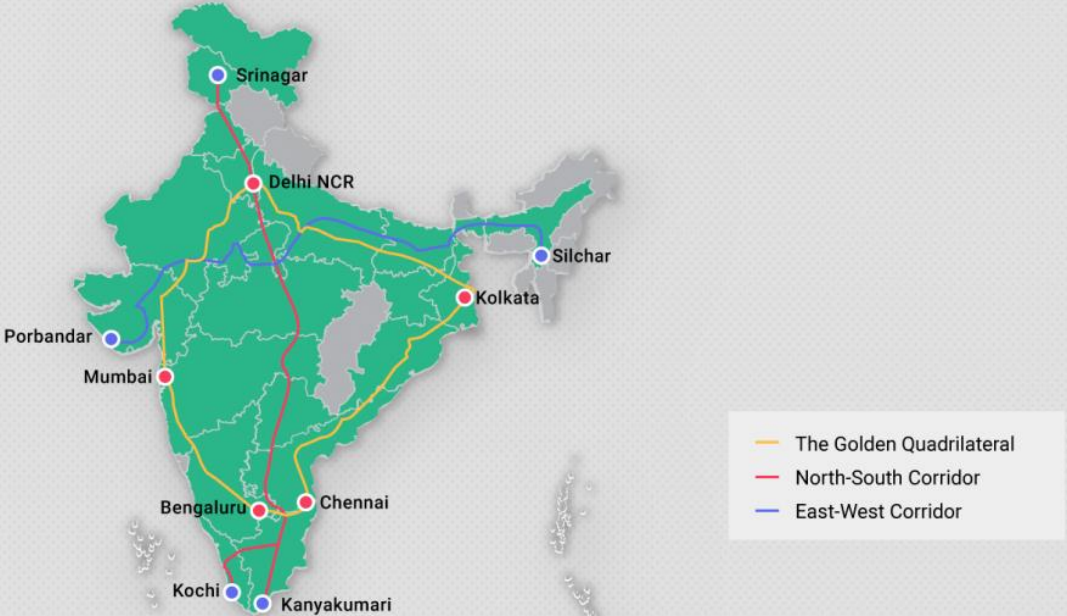 Srinagar
Delhi NCR
Silchar
Kolkata
Porbandar
Mumbai
The Golden Quadrilateral
North-South Corridor
East-West Corridor
Bengaluru
Chennai
Kochi
Kanyakumari